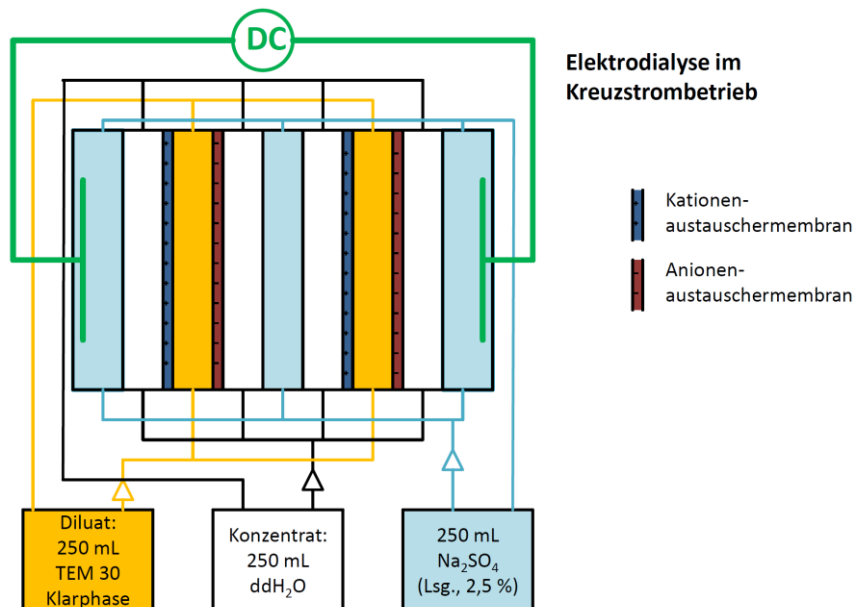 DC
Elektrodialyse im
Kreuzstrombetrieb
Kationen-
austauschermembran
Anionen-
austauschermembran
Diluat:
250 mL
TEM 30
Klarphase
Konzentrat:
250 mL
ddH₂O
250 mL
Na₂SO₄
(Lsg., 2,5 %)